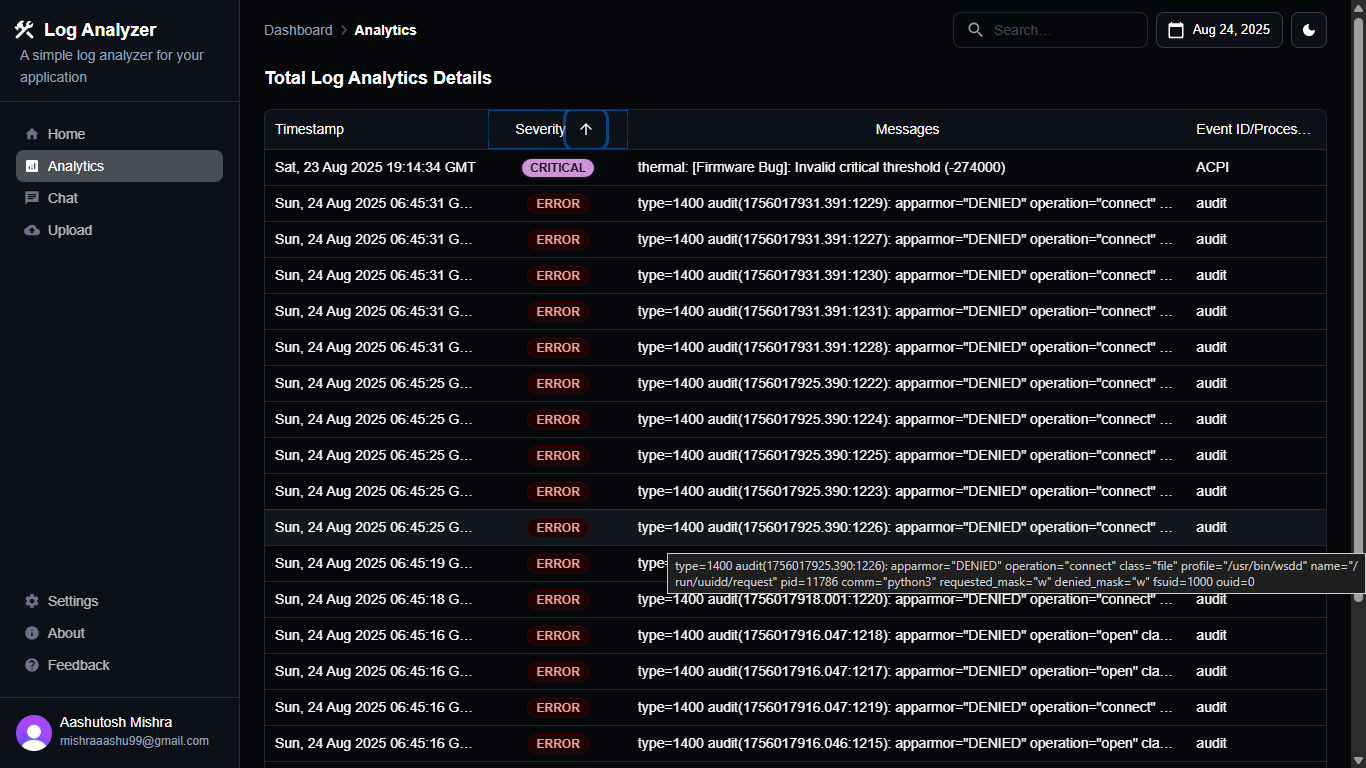 Log Analyzer
A simple log analyzer for your
application
Home
Analytics
Chat
Upload
Settings
About
Feedback
Aashutosh Mishra
mishraaashu99@gmail.com
Dashboard > Analytics
Search...
Aug 24, 2025
Total Log Analytics Details
Timestamp Severity Messages Event ID/Proces…
Sat, 23 Aug 2025 19:14:34 GMT CRITICAL thermal: [Firmware Bug]: Invalid critical threshold (-274000) ACPI
Sun, 24 Aug 2025 06:45:31 G… ERROR type=1400 audit(1756017931.391:1229): apparmor="DENIED" operation="connect" … audit
Sun, 24 Aug 2025 06:45:31 G… ERROR type=1400 audit(1756017931.391:1227): apparmor="DENIED" operation="connect" … audit
Sun, 24 Aug 2025 06:45:31 G… ERROR type=1400 audit(1756017931.391:1230): apparmor="DENIED" operation="connect" … audit
Sun, 24 Aug 2025 06:45:31 G… ERROR type=1400 audit(1756017931.391:1231): apparmor="DENIED" operation="connect" … audit
Sun, 24 Aug 2025 06:45:31 G… ERROR type=1400 audit(1756017931.391:1228): apparmor="DENIED" operation="connect" … audit
Sun, 24 Aug 2025 06:45:25 G… ERROR type=1400 audit(1756017925.390:1222): apparmor="DENIED" operation="connect" … audit
Sun, 24 Aug 2025 06:45:25 G… ERROR type=1400 audit(1756017925.390:1224): apparmor="DENIED" operation="connect" … audit
Sun, 24 Aug 2025 06:45:25 G… ERROR type=1400 audit(1756017925.390:1225): apparmor="DENIED" operation="connect" … audit
Sun, 24 Aug 2025 06:45:25 G… ERROR type=1400 audit(1756017925.390:1223): apparmor="DENIED" operation="connect" … audit
Sun, 24 Aug 2025 06:45:25 G… ERROR type=1400 audit(1756017925.390:1226): apparmor="DENIED" operation="connect" … audit
Sun, 24 Aug 2025 06:45:19 G… ERROR type=
type=1400 audit(1756017925.390:1226): apparmor="DENIED" operation="connect" class="file" profile="/usr/bin/wsdd" name="/
run/uuidd/request" pid=11786 comm="python3" requested_mask="w" denied_mask="w" fsuid=1000 ouid=0
Sun, 24 Aug 2025 06:45:18 G… ERROR type=1400 audit(1756017918.001:1220): apparmor="DENIED" operation="connect" … audit
Sun, 24 Aug 2025 06:45:16 G… ERROR type=1400 audit(1756017916.047:1218): apparmor="DENIED" operation="open" cla… audit
Sun, 24 Aug 2025 06:45:16 G… ERROR type=1400 audit(1756017916.047:1217): apparmor="DENIED" operation="open" cla… audit
Sun, 24 Aug 2025 06:45:16 G… ERROR type=1400 audit(1756017916.047:1219): apparmor="DENIED" operation="connect" … audit
Sun, 24 Aug 2025 06:45:16 G… ERROR type=1400 audit(1756017916.046:1215): apparmor="DENIED" operation="open" cla… audit